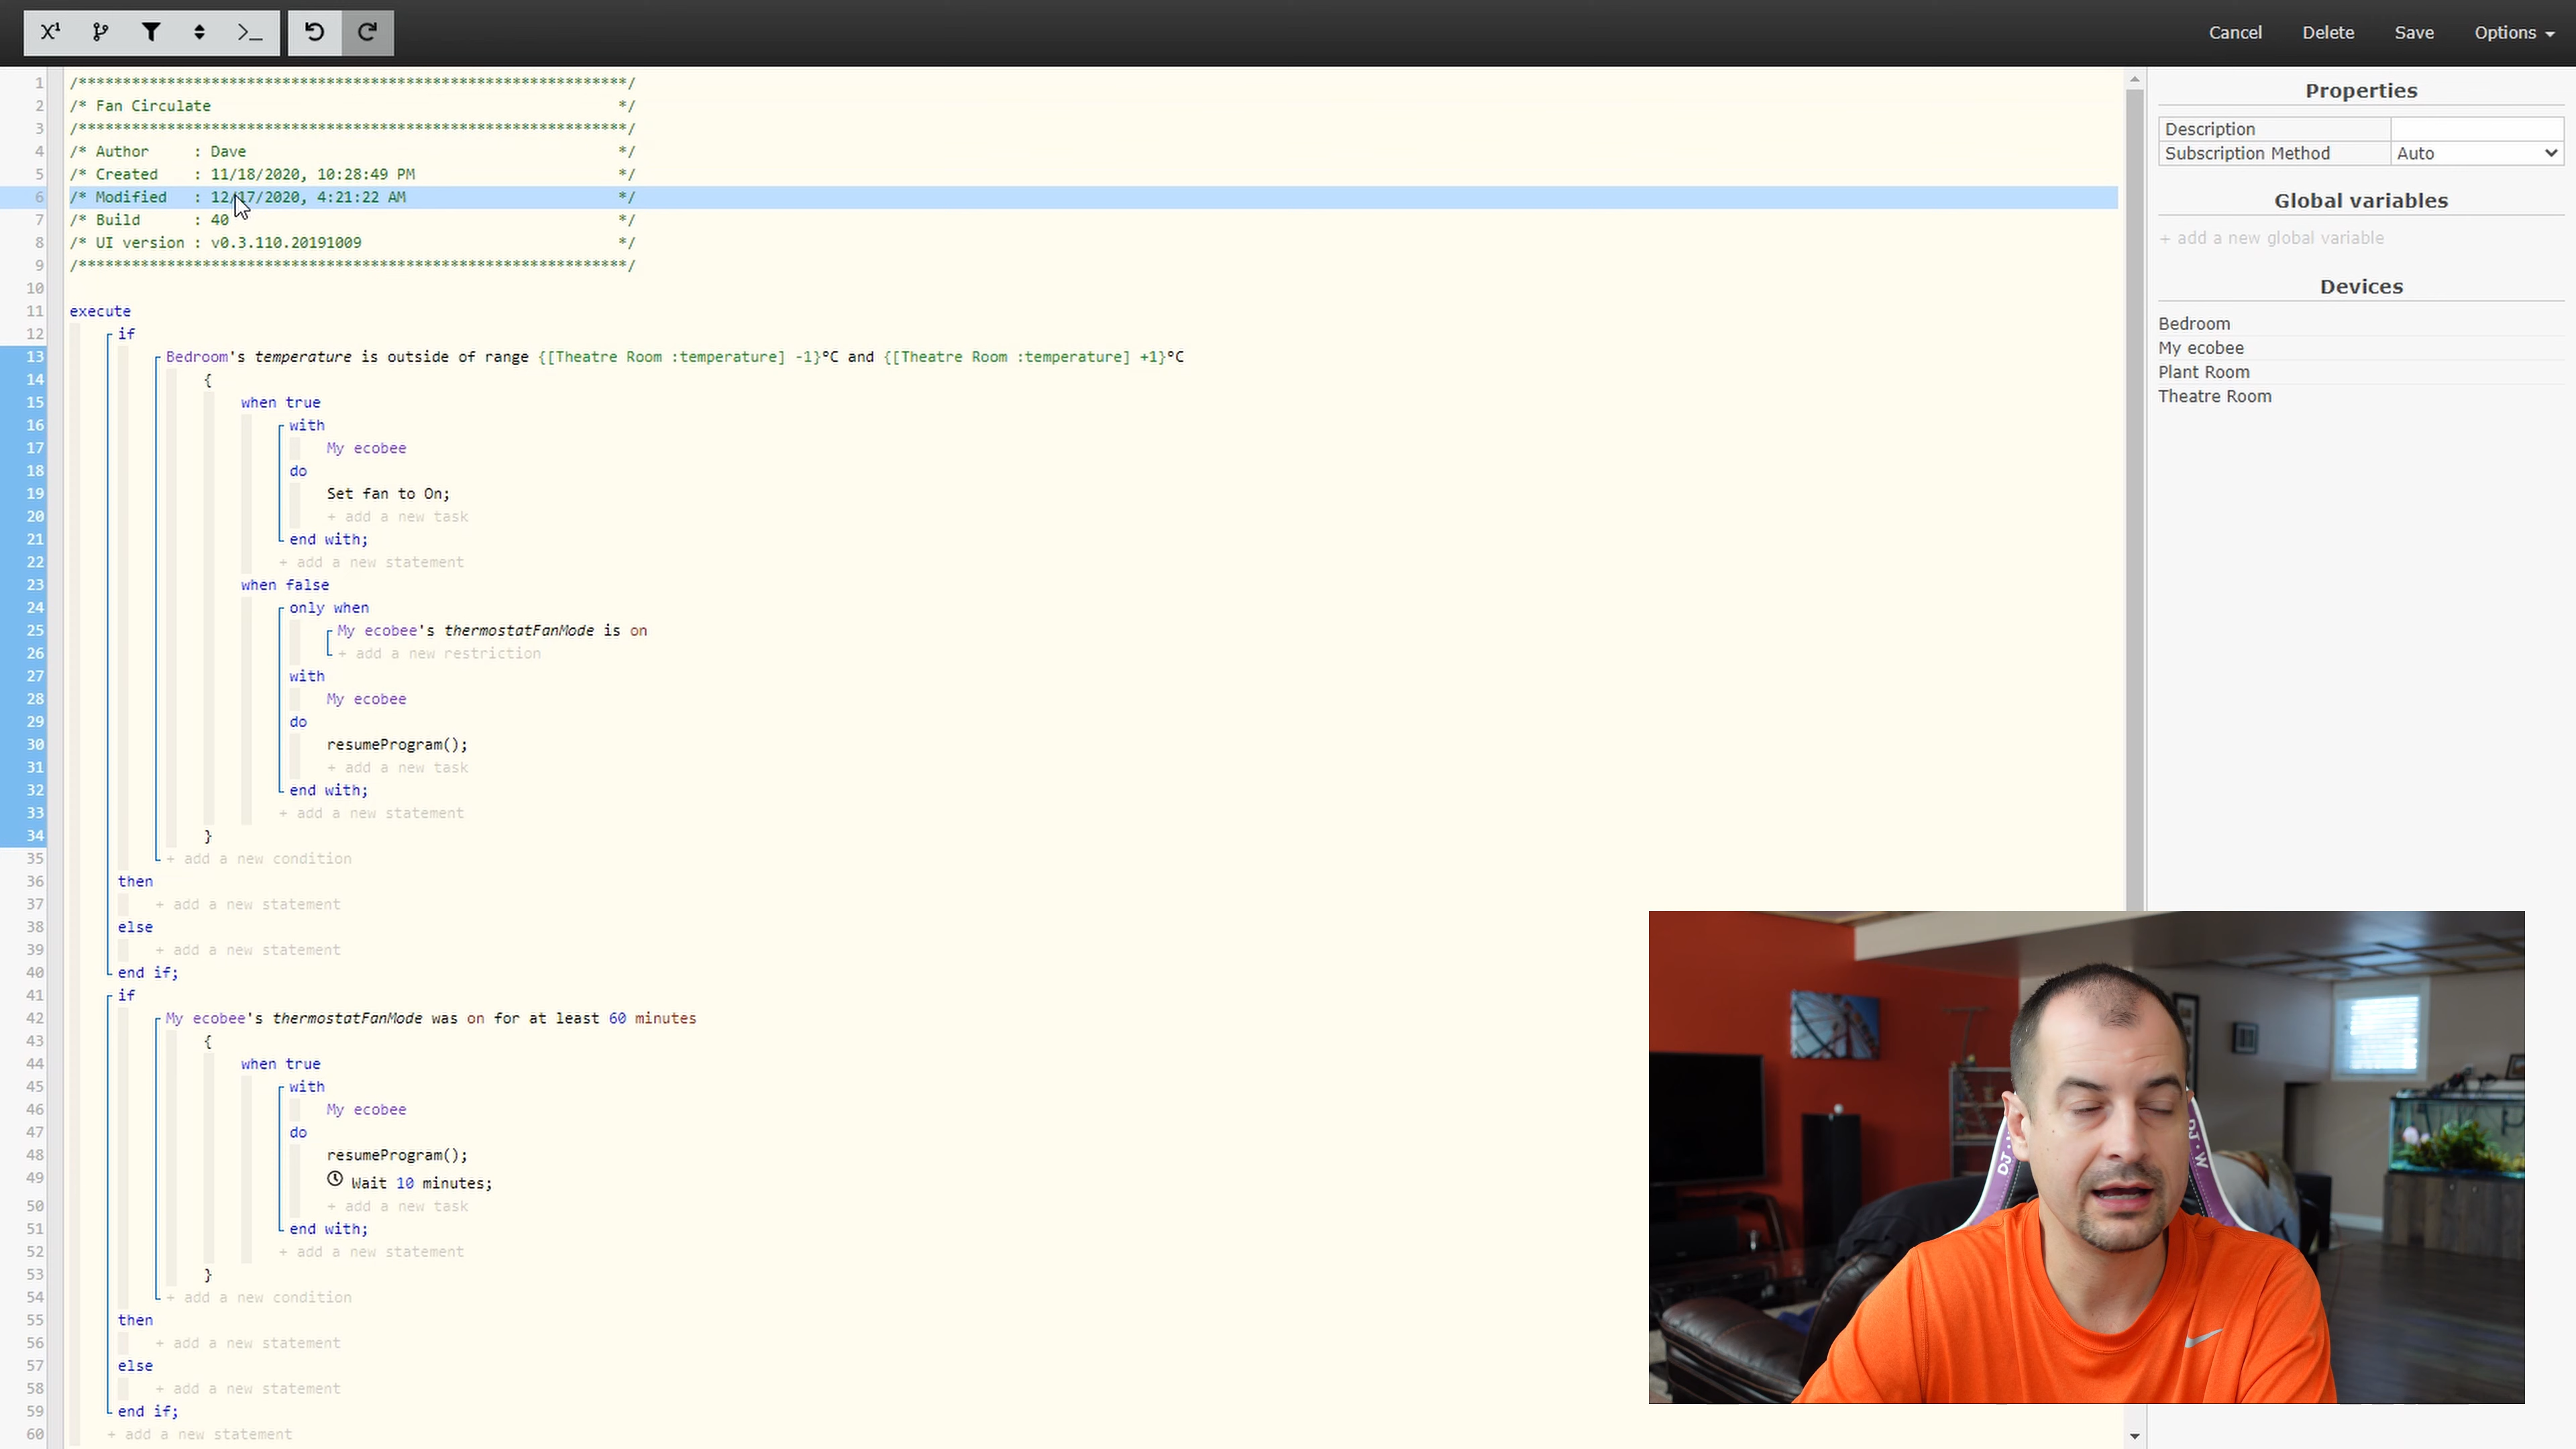 X¹ >_ Cancel Delete Save Options
1 /**************************************************************/
2 /* Fan Circulate */
3 /**************************************************************/
4 /* Author : Dave */
5 /* Created : 11/18/2020, 10:28:49 PM */
6 /* Modified : 12/17/2020, 4:21:22 AM */
7 /* Build : 40 */
8 /* UI version : v0.3.110.20191009 */
9 /**************************************************************/
10
11 execute
12 if
13 Bedroom's temperature is outside of range {[Theatre Room :temperature] -1}°C and {[Theatre Room :temperature] +1}°C
14 {
15 when true
16 with
17 My ecobee
18 do
19 Set fan to On;
20 + add a new task
21 end with;
22 + add a new statement
23 when false
24 only when
25 My ecobee's thermostatFanMode is on
26 + add a new restriction
27 with
28 My ecobee
29 do
30 resumeProgram();
31 + add a new task
32 end with;
33 + add a new statement
34 }
35 + add a new condition
36 then
37 + add a new statement
38 else
39 + add a new statement
40 end if;
41 if
42 My ecobee's thermostatFanMode was on for at least 60 minutes
43 {
44 when true
45 with
46 My ecobee
47 do
48 resumeProgram();
49 Wait 10 minutes;
50 + add a new task
51 end with;
52 + add a new statement
53 }
54 + add a new condition
55 then
56 + add a new statement
57 else
58 + add a new statement
59 end if;
60 + add a new statement
Properties
Description
Subscription Method Auto
Global variables
+ add a new global variable
Devices
Bedroom
My ecobee
Plant Room
Theatre Room